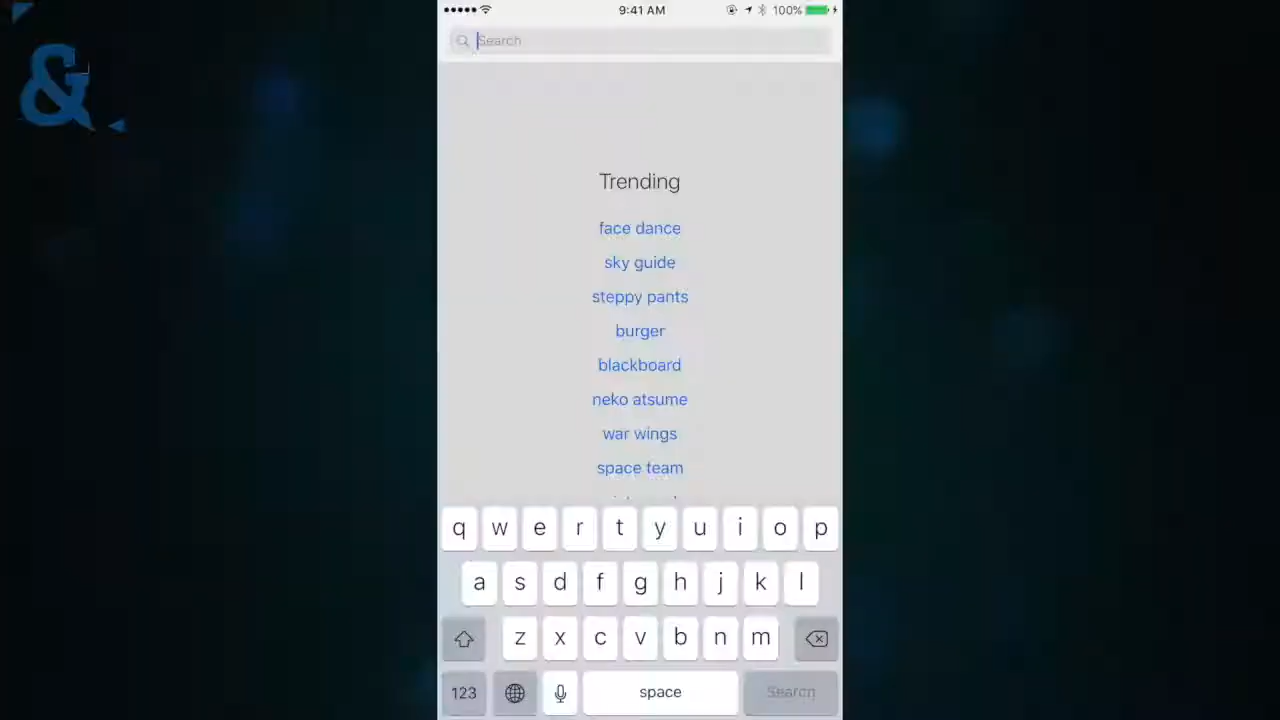 &
9:41 AM 100%
Search
Trending
face dance
sky guide
steppy pants
burger
blackboard
neko atsume
war wings
space team
q w e r t y u i o p
a s d f g h j k l
z x c v b n m
123 space Search